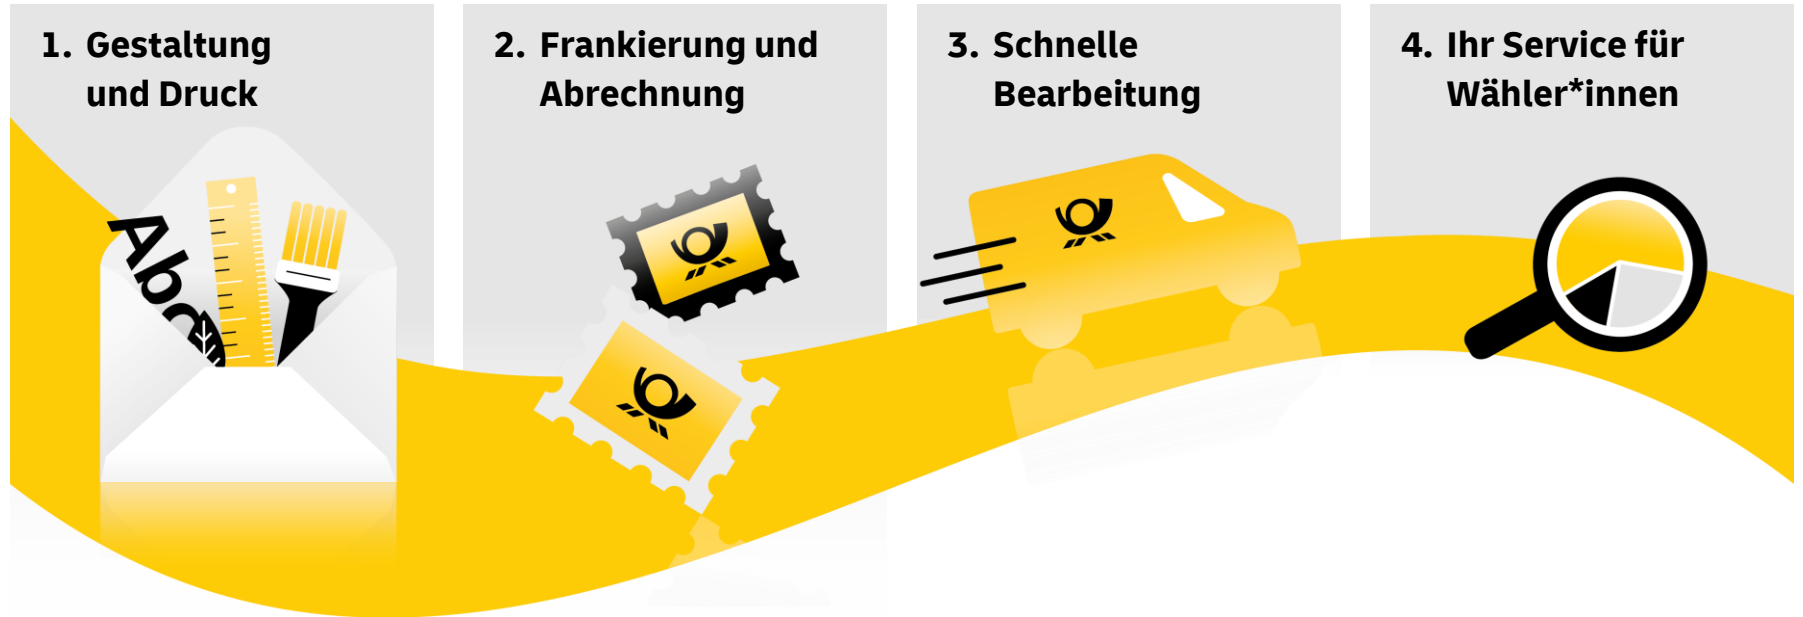 1. Gestaltung
und Druck
2. Frankierung und
Abrechnung
3. Schnelle
Bearbeitung
4. Ihr Service für
Wähler*innen
Abc